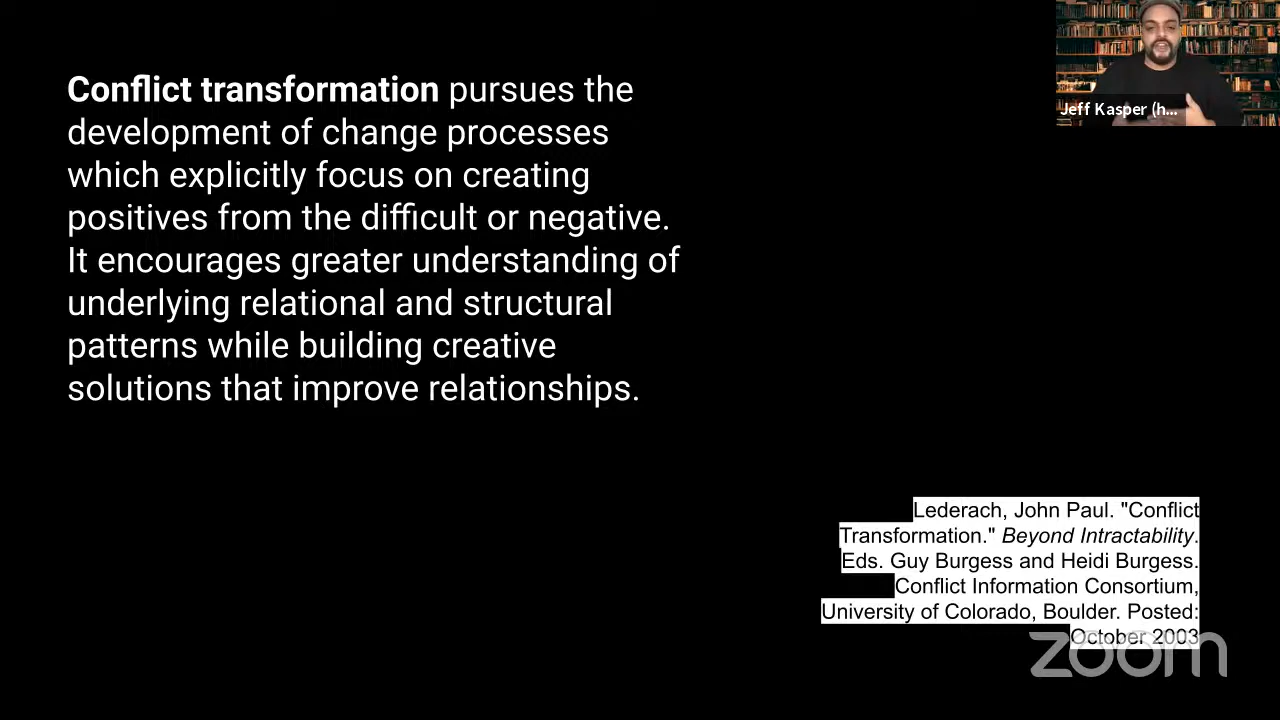 Conflict transformation pursues the
development of change processes
which explicitly focus on creating
positives from the difficult or negative.
It encourages greater understanding of
underlying relational and structural
patterns while building creative
solutions that improve relationships.
Jeff Kasper (h...
Lederach, John Paul. "Conflict
Transformation." Beyond Intractability.
Eds. Guy Burgess and Heidi Burgess.
Conflict Information Consortium,
University of Colorado, Boulder. Posted:
October 2003
zoom